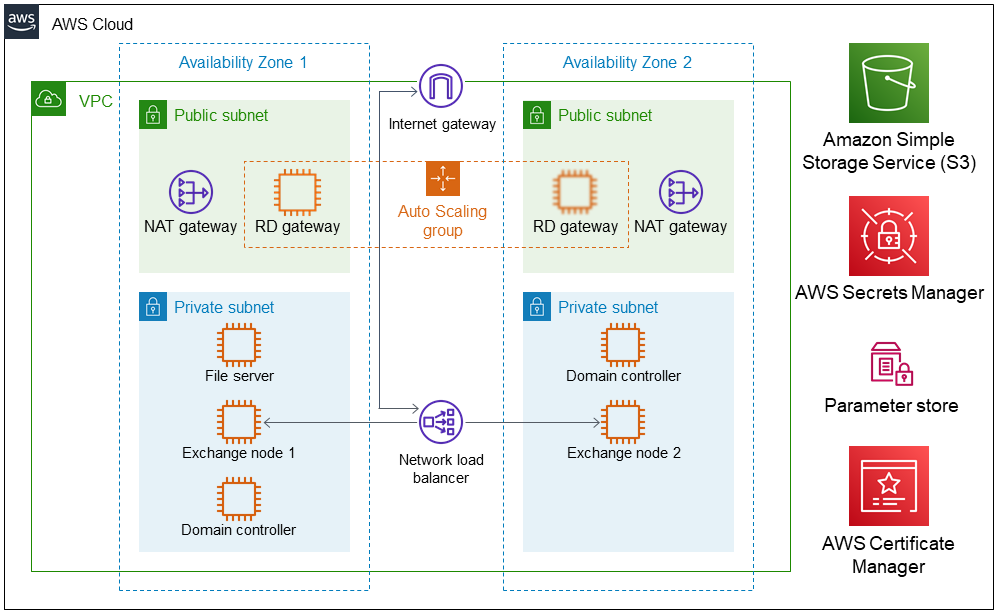 aws
AWS Cloud
Availability Zone 1
Availability Zone 2
VPC
Internet gateway
Public subnet
NAT gateway
RD gateway
Auto Scaling
group
Public subnet
RD gateway
NAT gateway
Private subnet
File server
Exchange node 1
Domain controller
Network load
balancer
Private subnet
Domain controller
Exchange node 2
Amazon Simple
Storage Service (S3)
AWS Secrets Manager
Parameter store
AWS Certificate
Manager